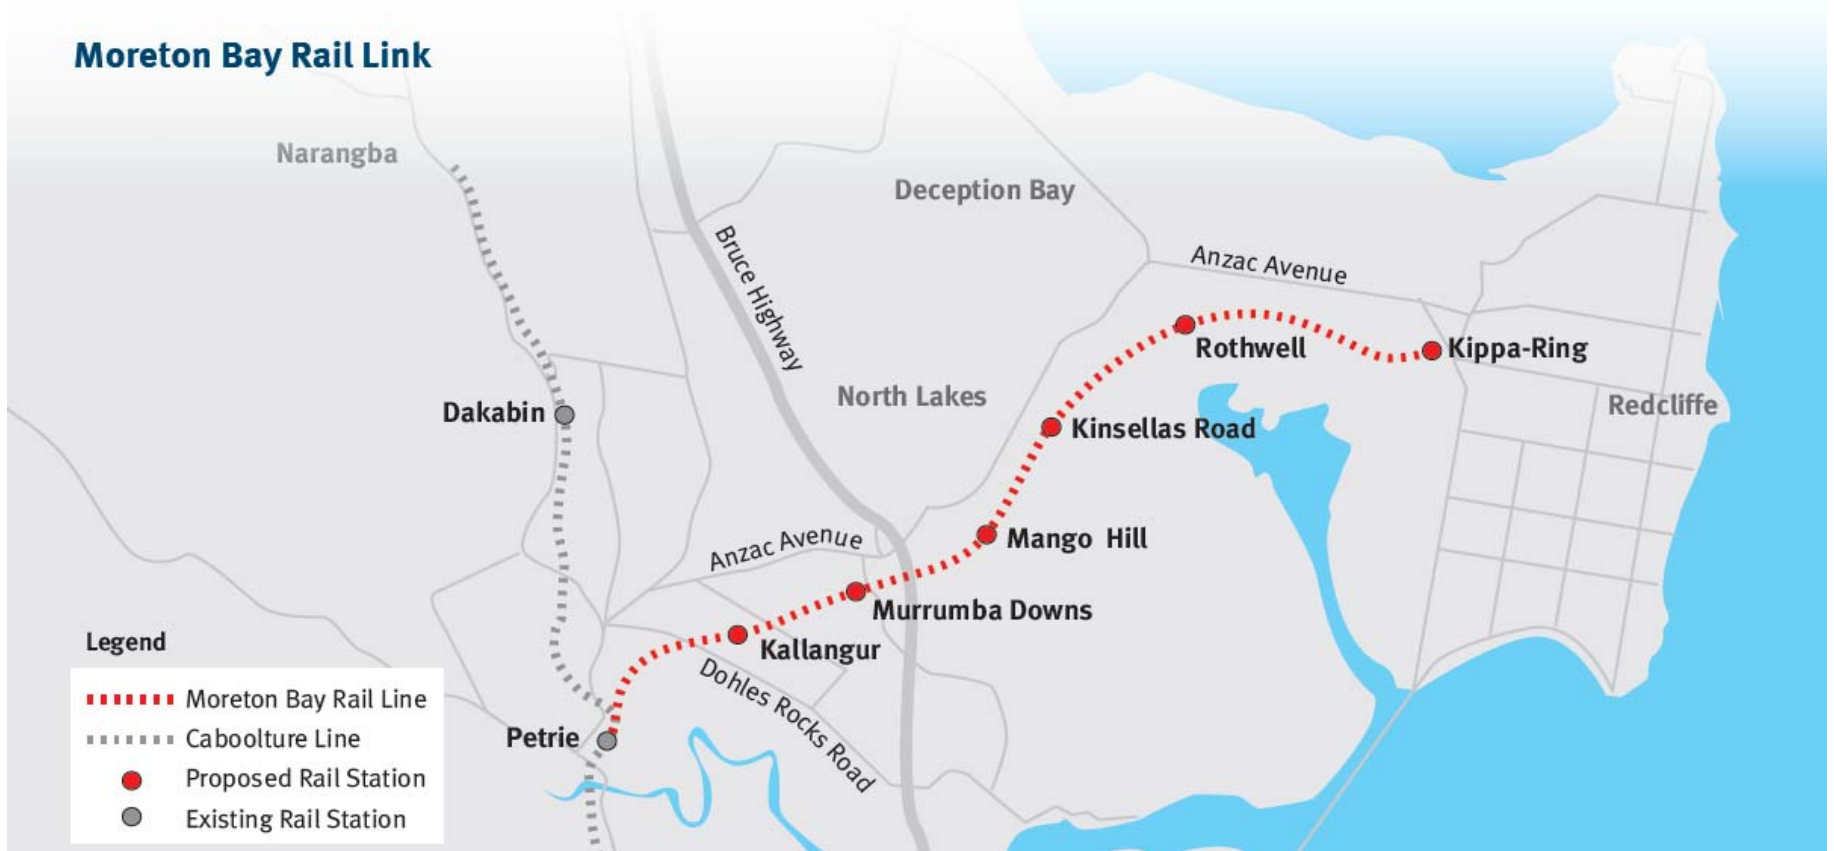 Moreton Bay Rail Link
Narangba
Deception Bay
Bruce Highway
Anzac Avenue
Rothwell
Kippa-Ring
North Lakes
Redcliffe
Dakabin
Kinsellas Road
Anzac Avenue
Mango Hill
Murrumba Downs
Kallangur
Dohles Rocks Road
Petrie
Legend
Moreton Bay Rail Line
Caboolture Line
Proposed Rail Station
Existing Rail Station